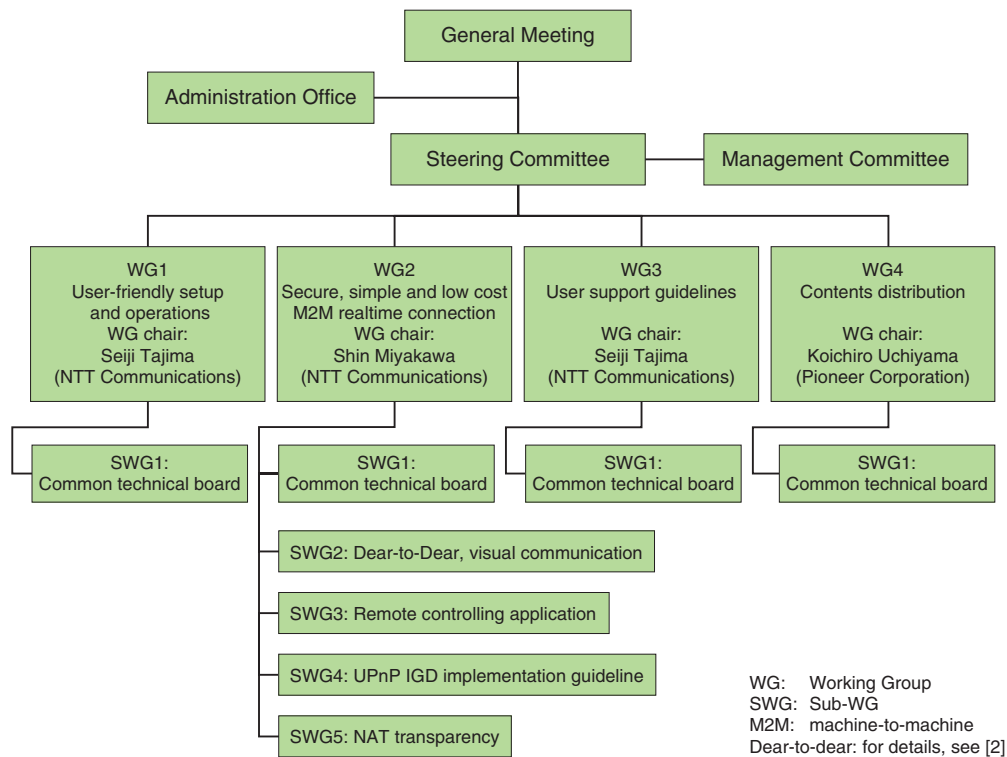 General Meeting
Administration Office
Steering Committee
Management Committee
WG1
User-friendly setup
and operations
WG chair:
Seiji Tajima
(NTT Communications)
WG2
Secure, simple and low cost
M2M realtime connection
WG chair:
Shin Miyakawa
(NTT Communications)
WG3
User support guidelines
WG chair:
Seiji Tajima
(NTT Communications)
WG4
Contents distribution
WG chair:
Koichiro Uchiyama
(Pioneer Corporation)
SWG1:
Common technical board
SWG1:
Common technical board
SWG1:
Common technical board
SWG1:
Common technical board
SWG2: Dear-to-Dear, visual communication
SWG3: Remote controlling application
SWG4: UPnP IGD implementation guideline
SWG5: NAT transparency
WG: Working Group
SWG: Sub-WG
M2M: machine-to-machine
Dear-to-dear: for details, see [2]